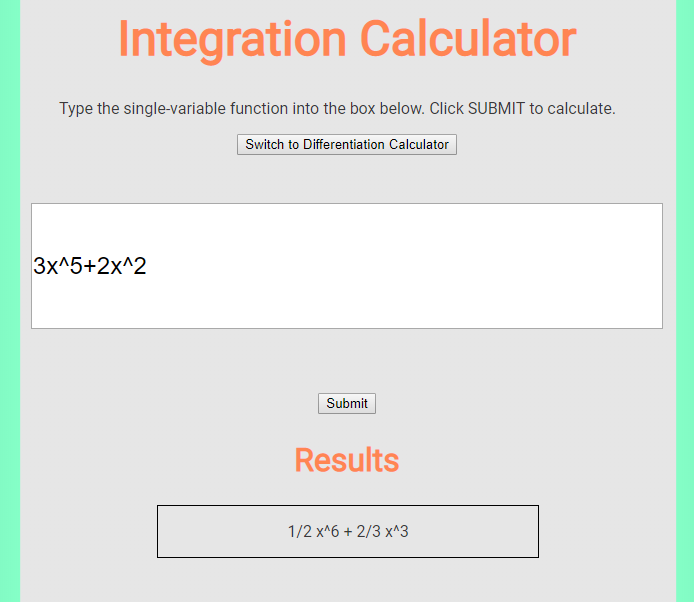 Integration Calculator
Type the single-variable function into the box below. Click SUBMIT to calculate.
Switch to Differentiation Calculator
3x^5+2x^2
Submit
Results
1/2 x^6 + 2/3 x^3